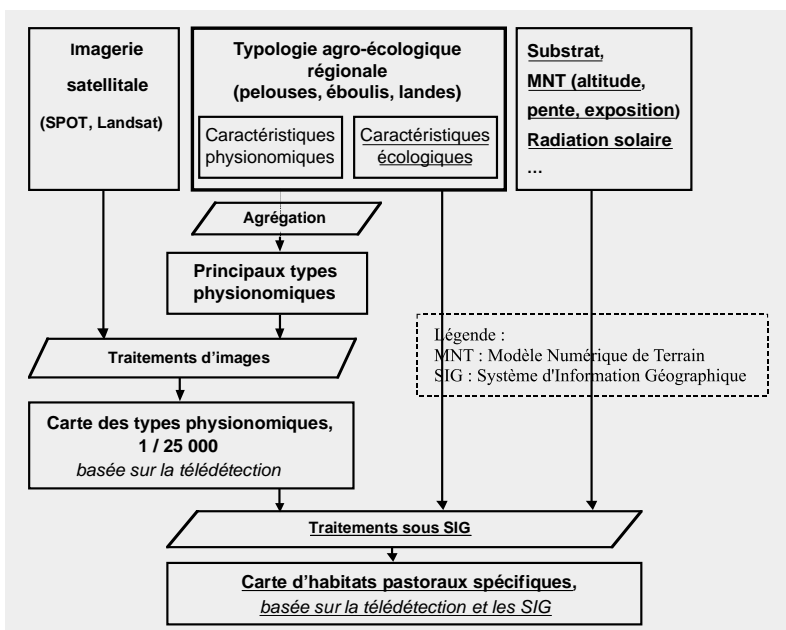 Imagerie
satellitale
(SPOT, Landsat)
Typologie agro-écologique
régionale
(pelouses, éboulis, landes)
Caractéristiques
physionomiques
Caractéristiques
écologiques
Substrat,
MNT (altitude,
pente, exposition)
Radiation solaire
...
Agrégation
Principaux types
physionomiques
Légende :
MNT : Modèle Numérique de Terrain
SIG : Système d'Information Géographique
Traitements d'images
Carte des types physionomiques,
1 / 25 000
basée sur la télédétection
Traitements sous SIG
Carte d'habitats pastoraux spécifiques,
basée sur la télédétection et les SIG